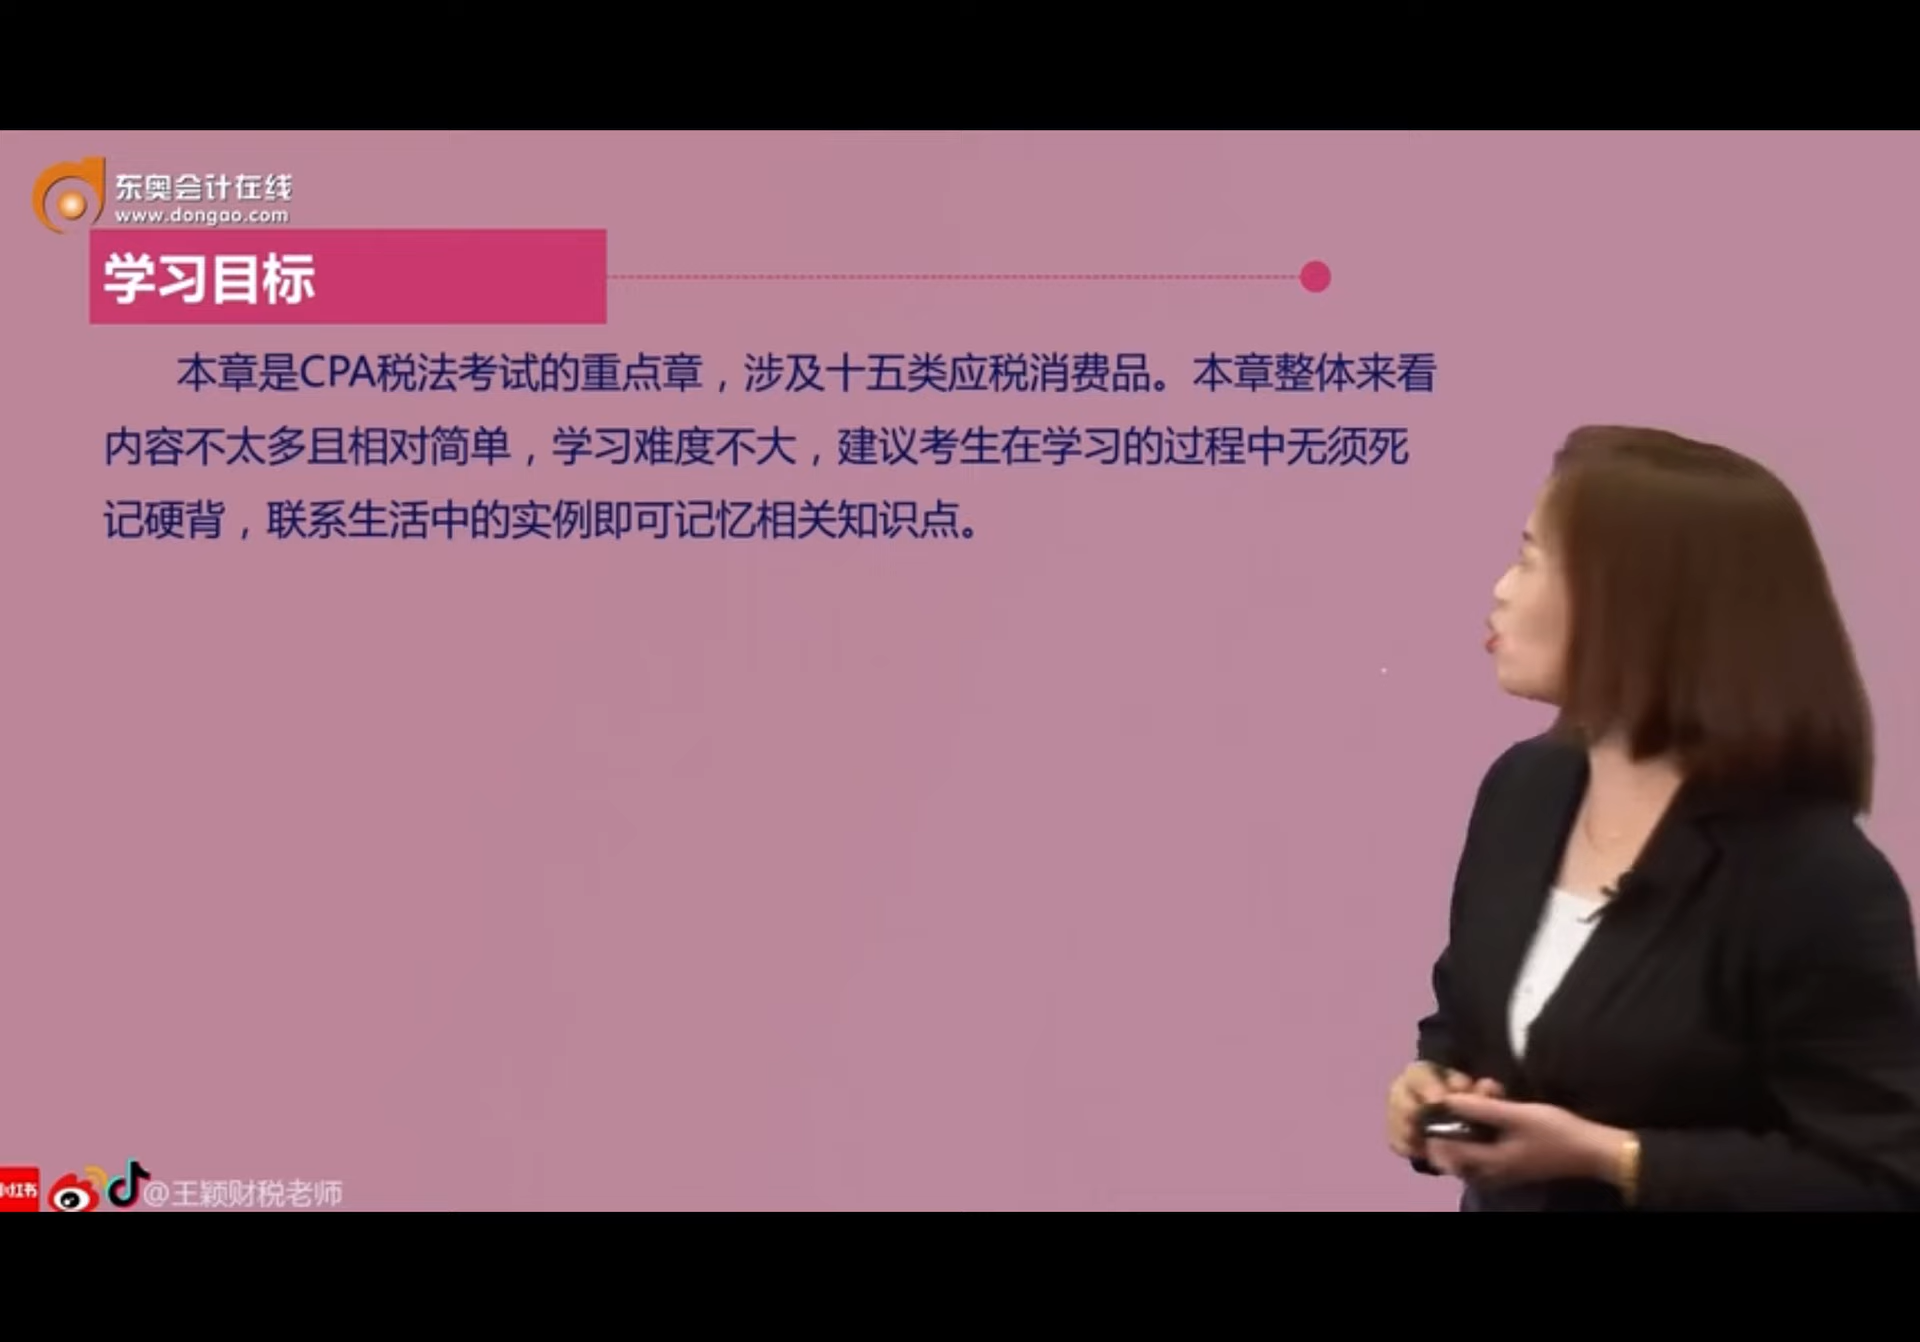 东奥会计在线
www.dongao.com
学习目标
本章是CPA税法考试的重点章，涉及十五类应税消费品。本章整体来看
内容不太多且相对简单，学习难度不大，建议考生在学习的过程中无须死
记硬背，联系生活中的实例即可记忆相关知识点。
小红书
@王颖财税老师